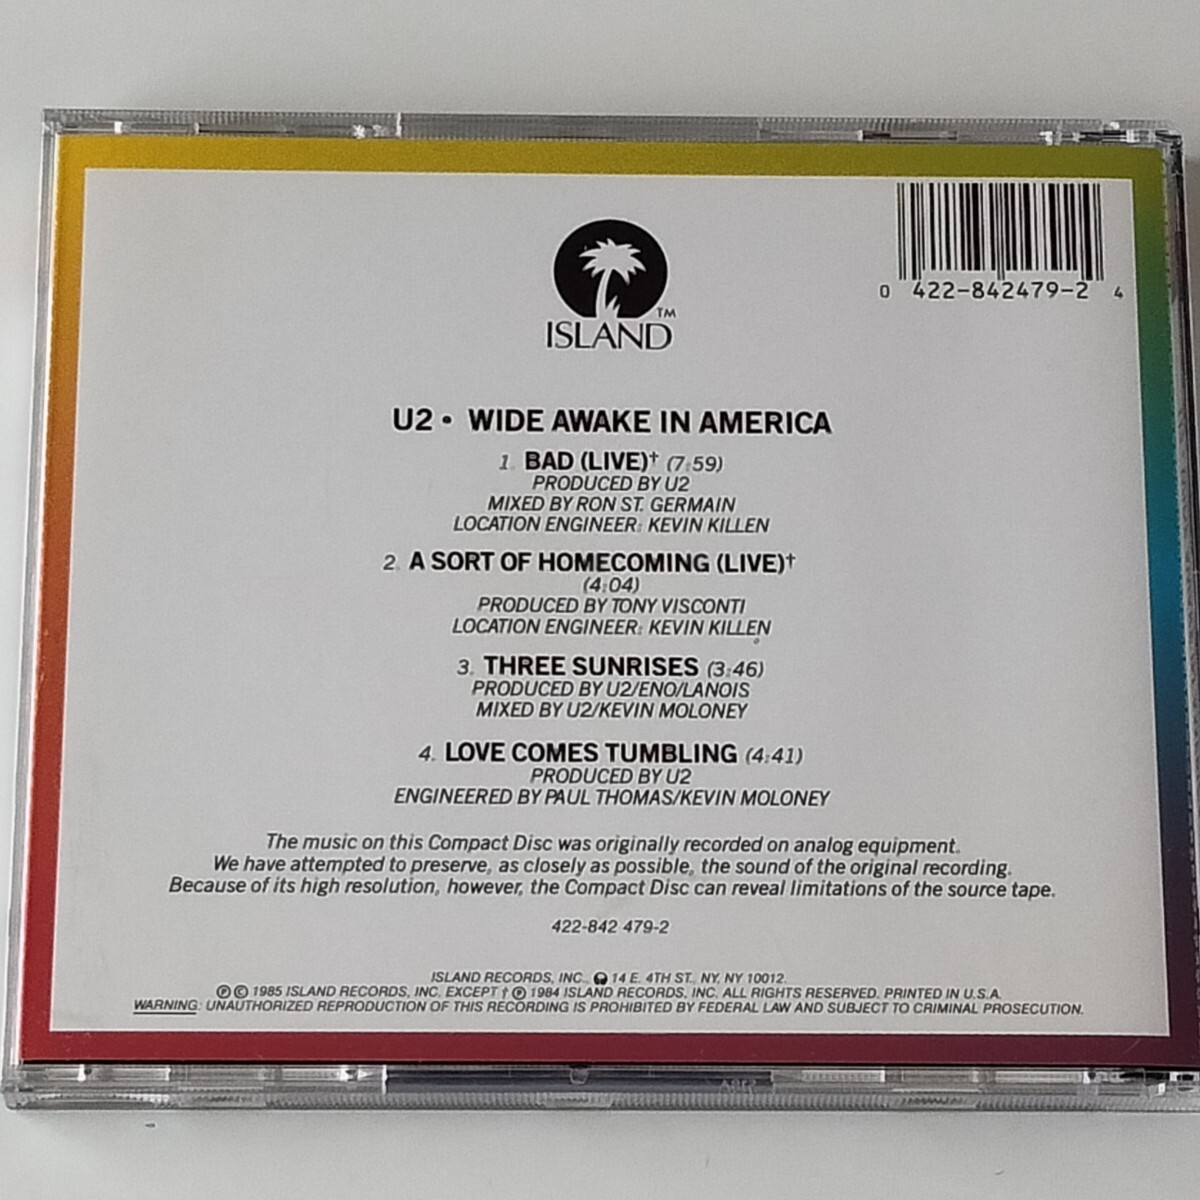 0 422-842479-2 4
TM
ISLAND
U2 • WIDE AWAKE IN AMERICA
1. BAD (LIVE)† (7:59)
PRODUCED BY U2
MIXED BY RON ST. GERMAIN
LOCATION ENGINEER: KEVIN KILLEN
2. A SORT OF HOMECOMING (LIVE)†
(4:04)
PRODUCED BY TONY VISCONTI
LOCATION ENGINEER: KEVIN KILLEN
3. THREE SUNRISES (3:46)
PRODUCED BY U2/ENO/LANOIS
MIXED BY U2/KEVIN MOLONEY
4. LOVE COMES TUMBLING (4:41)
PRODUCED BY U2
ENGINEERED BY PAUL THOMAS/KEVIN MOLONEY
The music on this Compact Disc was originally recorded on analog equipment.
We have attempted to preserve, as closely as possible, the sound of the original recording.
Because of its high resolution, however, the Compact Disc can reveal limitations of the source tape.
422-842 479-2
ISLAND RECORDS, INC., 14 E. 4TH ST., NY, NY 10012.
℗ © 1985 ISLAND RECORDS, INC. EXCEPT † ℗ 1984 ISLAND RECORDS, INC. ALL RIGHTS RESERVED. PRINTED IN U.S.A.
WARNING: UNAUTHORIZED REPRODUCTION OF THIS RECORDING IS PROHIBITED BY FEDERAL LAW AND SUBJECT TO CRIMINAL PROSECUTION.